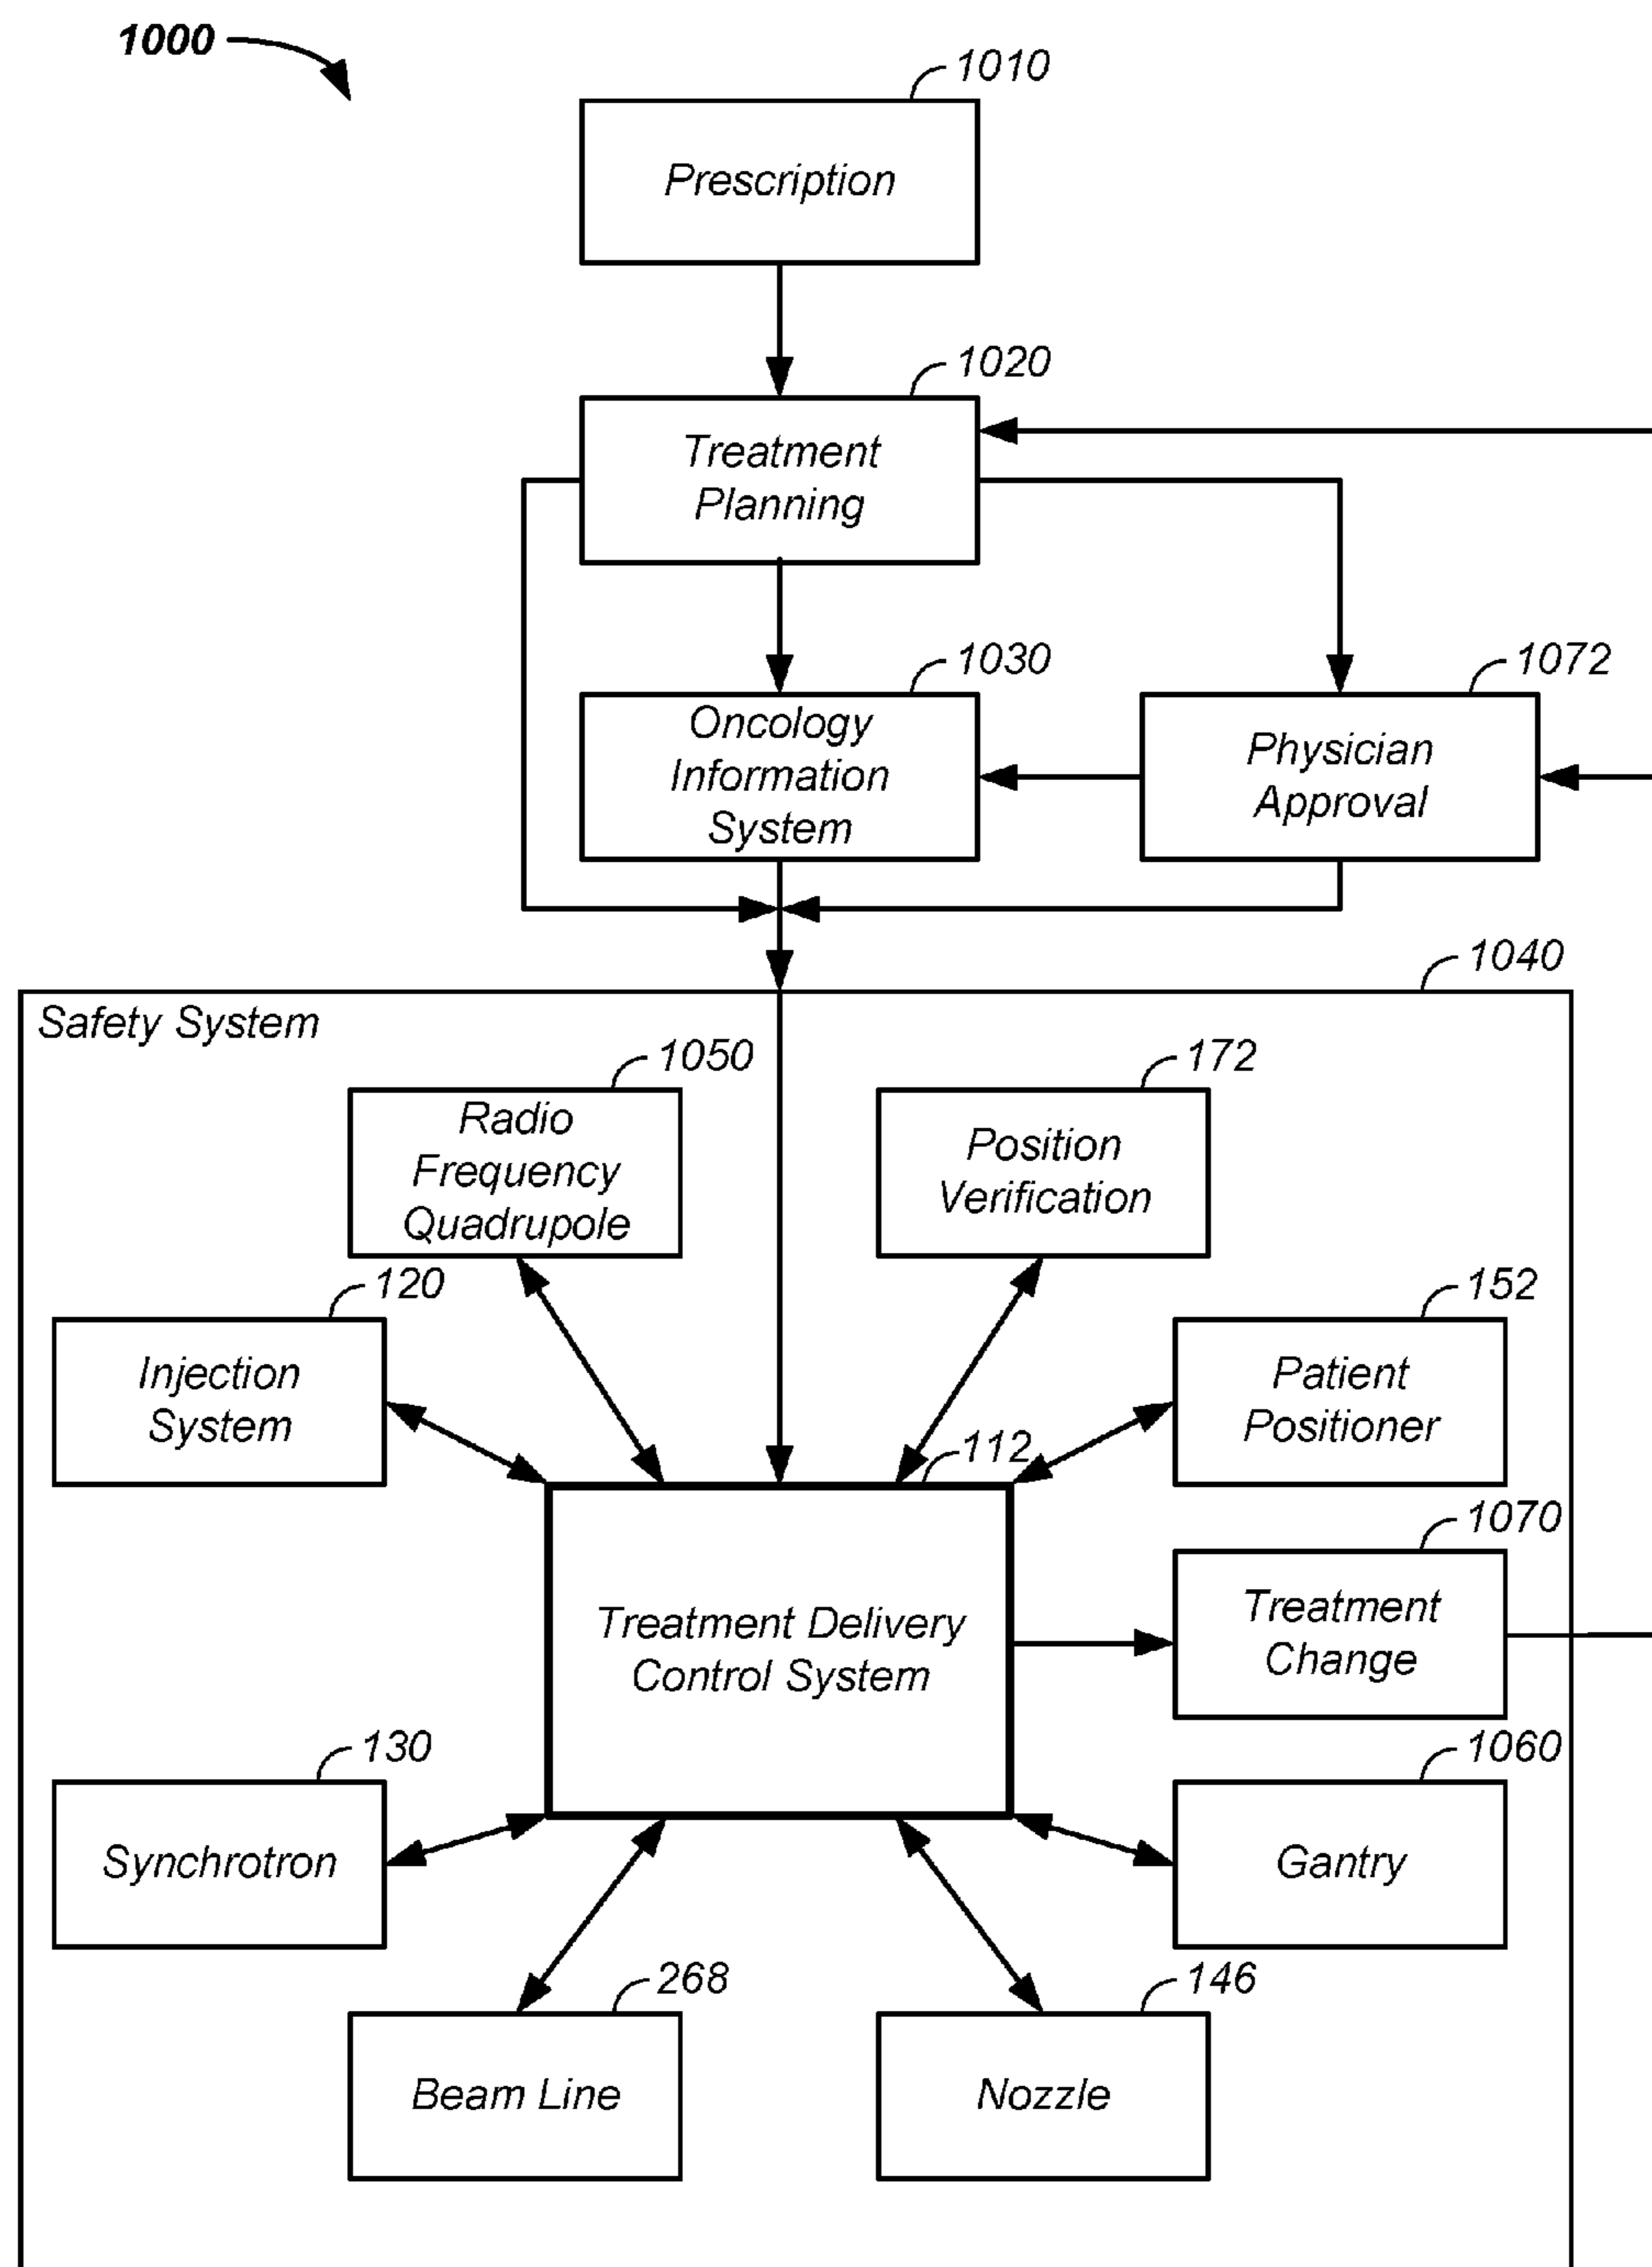 1000
1010
Prescription
1020
Treatment
Planning
1030
Oncology
Information
System
1072
Physician
Approval
1040
Safety System
1050
Radio
Frequency
Quadrupole
172
Position
Verification
120
Injection
System
152
Patient
Positioner
112
Treatment Delivery
Control System
1070
Treatment
Change
130
Synchrotron
1060
Gantry
268
Beam Line
146
Nozzle